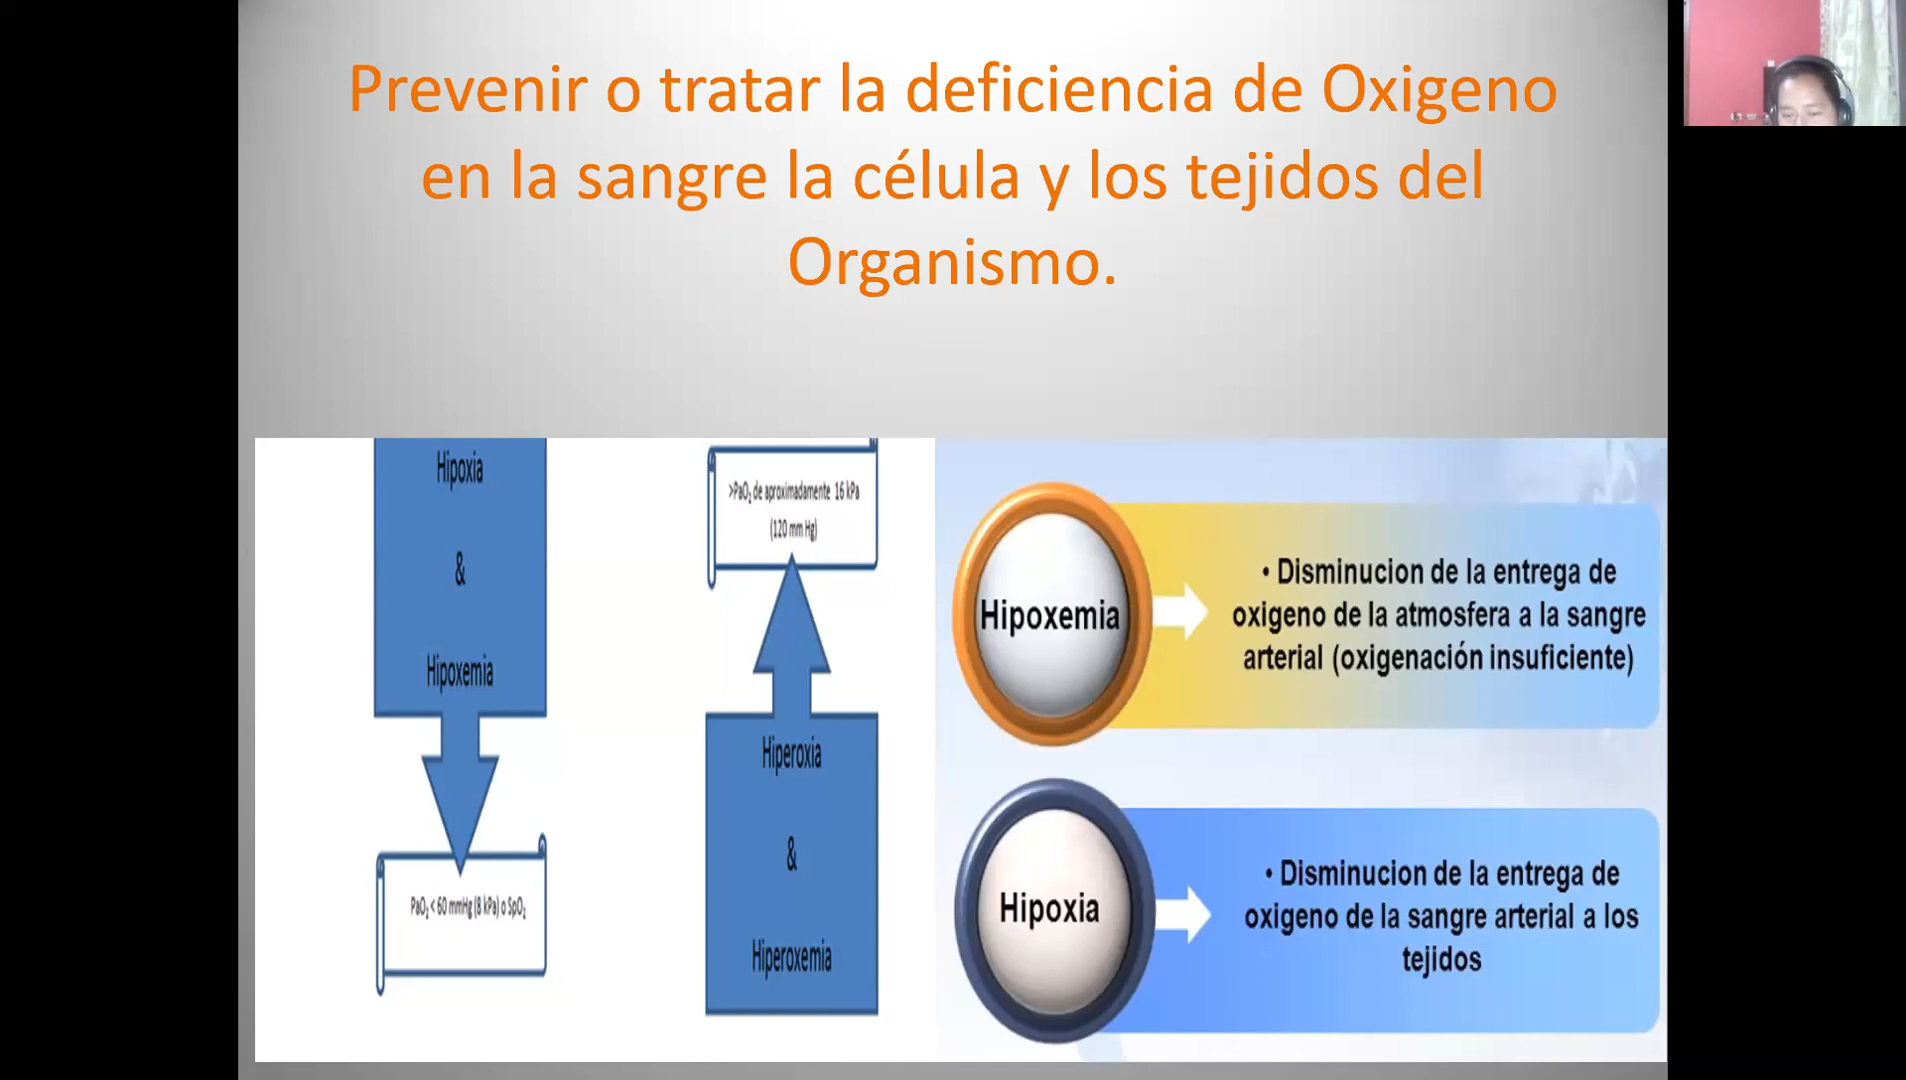 Prevenir o tratar la deficiencia de Oxigeno
en la sangre la célula y los tejidos del
Organismo.
Hipoxia
&
Hipoxemia
PaO₂ < 60 mmHg (8 kPa) o SpO₂
>PaO₂ de aproximadamente 16 kPa
(120 mm Hg)
Hiperoxia
&
Hiperoxemia
Hipoxemia
• Disminucion de la entrega de
oxigeno de la atmosfera a la sangre
arterial (oxigenación insuficiente)
Hipoxia
• Disminucion de la entrega de
oxigeno de la sangre arterial a los
tejidos